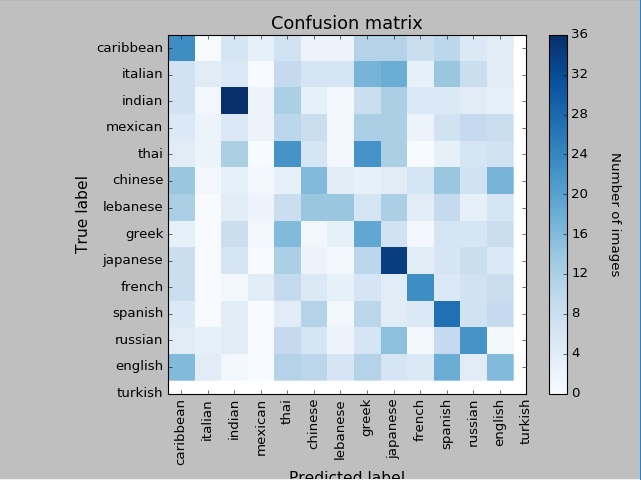 Confusion matrix
caribbean
italian
indian
mexican
thai
chinese
lebanese
greek
japanese
french
spanish
russian
english
turkish
True label
caribbean
italian
indian
mexican
thai
chinese
lebanese
greek
japanese
french
spanish
russian
english
turkish
Predicted label
36
32
28
24
20
16
12
8
4
0
Number of images